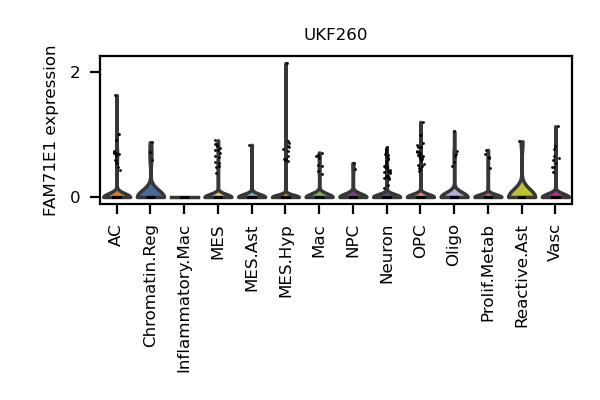 UKF260
FAM71E1 expression
2
0
AC
Chromatin.Reg
Inflammatory.Mac
MES
MES.Ast
MES.Hyp
Mac
NPC
Neuron
OPC
Oligo
Prolif.Metab
Reactive.Ast
Vasc